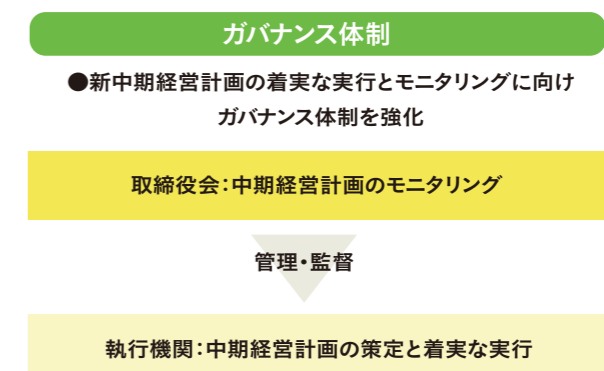 ガバナンス体制
●新中期経営計画の着実な実行とモニタリングに向け
ガバナンス体制を強化
取締役会：中期経営計画のモニタリング
管理・監督
執行機関：中期経営計画の策定と着実な実行